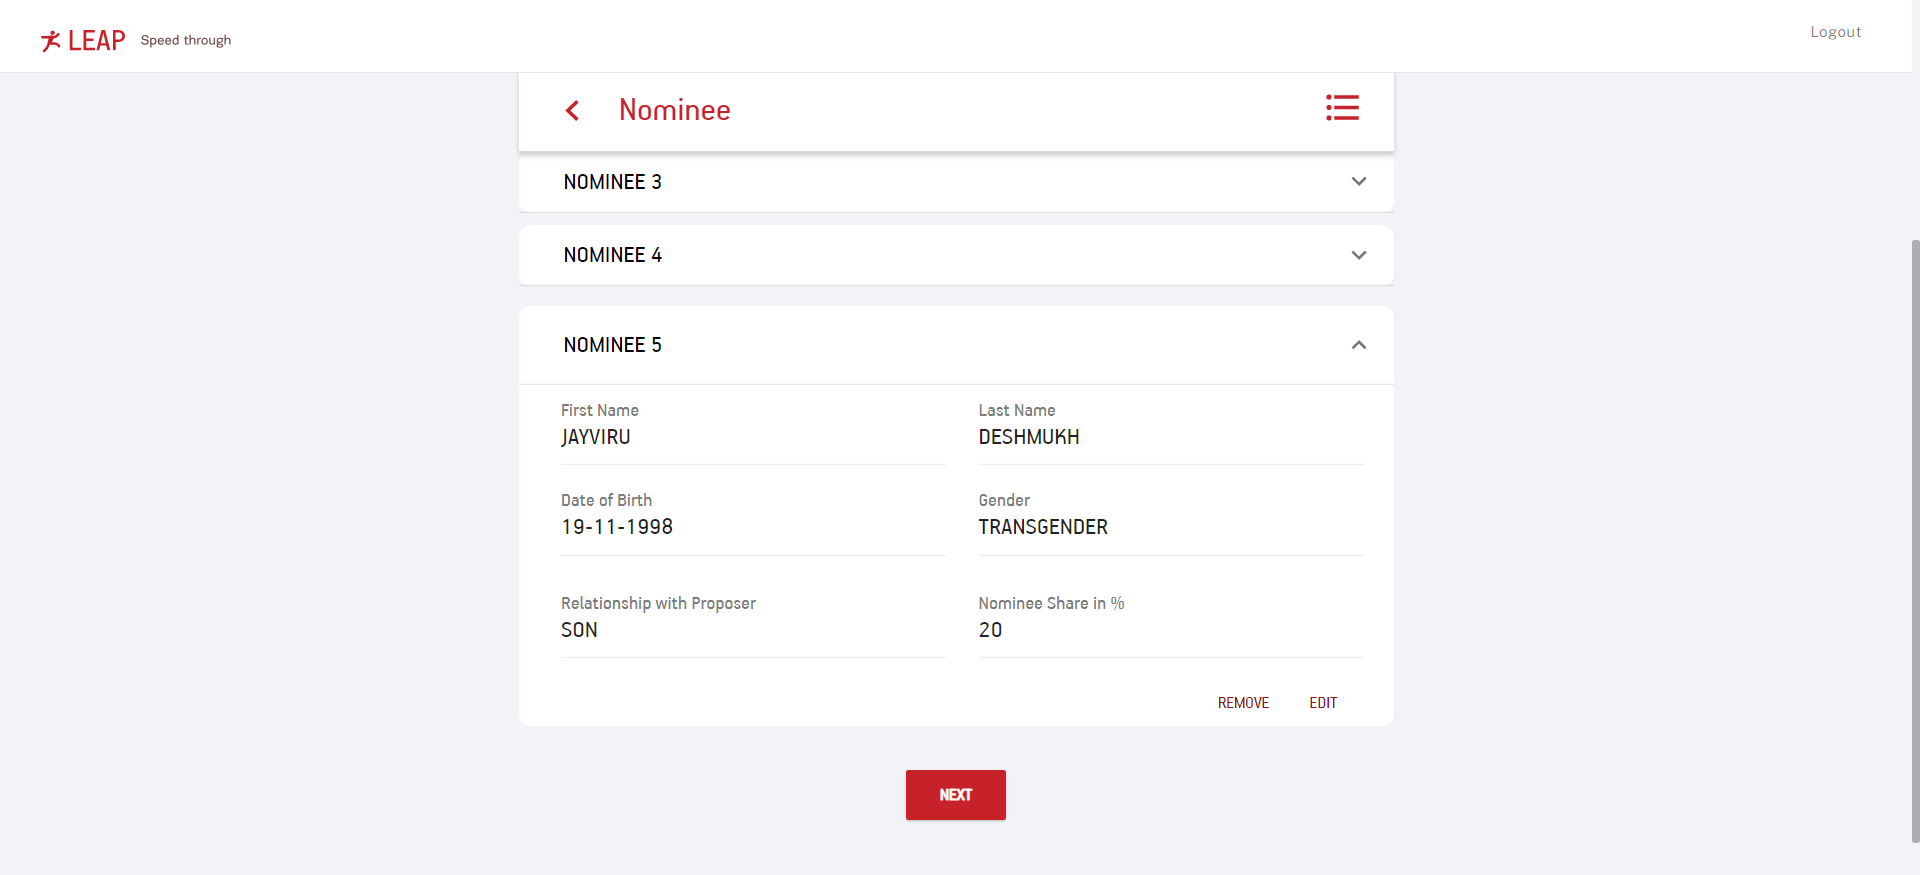 LEAP Speed through
Logout
Nominee
NOMINEE 3
NOMINEE 4
NOMINEE 5
First Name
JAYVIRU
Last Name
DESHMUKH
Date of Birth
19-11-1998
Gender
TRANSGENDER
Relationship with Proposer
SON
Nominee Share in %
20
REMOVE EDIT
NEXT